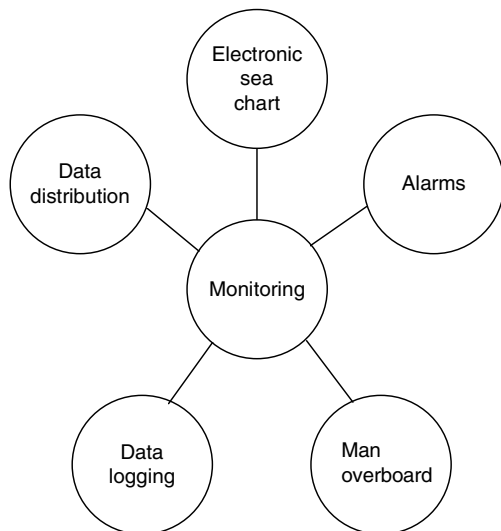 Electronic
sea
chart
Data
distribution
Alarms
Monitoring
Data
logging
Man
overboard